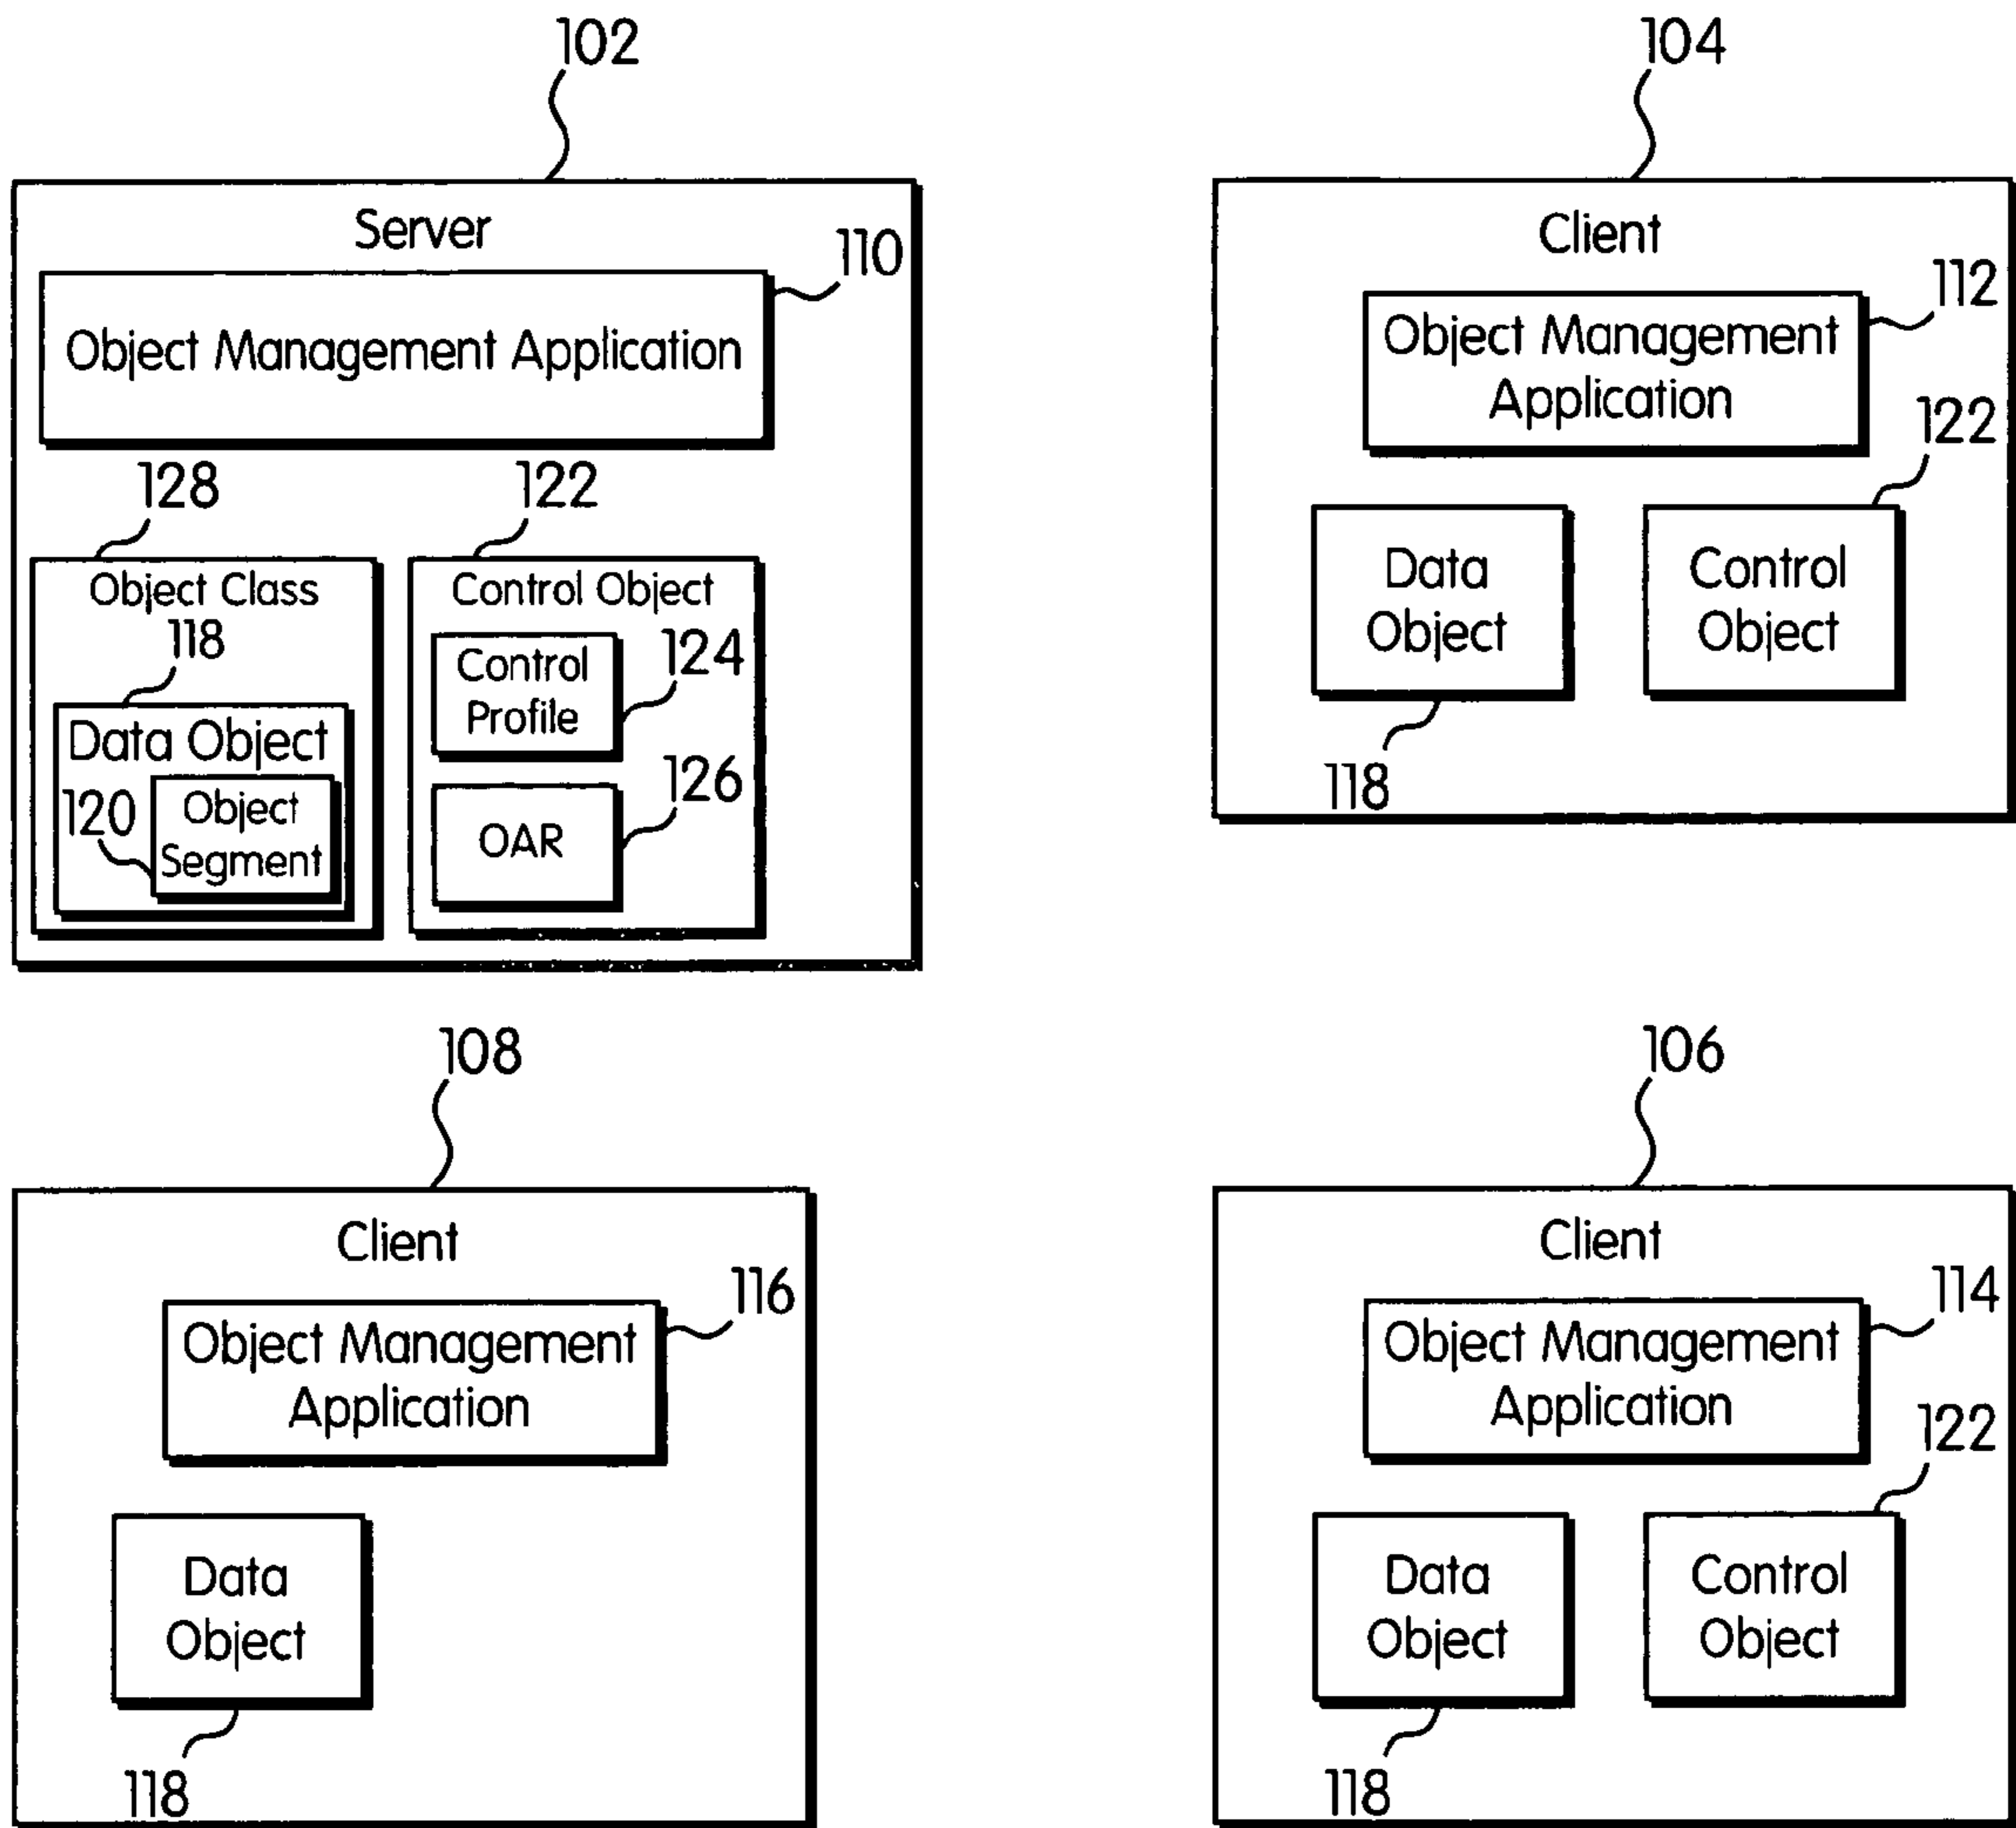 102
Server
110
Object Management Application
128
122
Object Class
Control Object
118
124
Control
Profile
Data Object
126
120
Object
Segment
OAR
104
Client
112
Object Management
Application
122
Data
Object
Control
Object
118
108
Client
116
Object Management
Application
Data
Object
118
106
Client
114
Object Management
Application
122
Data
Object
Control
Object
118